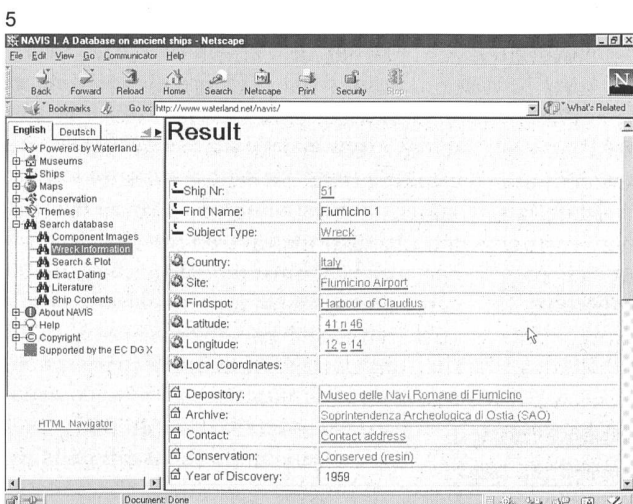 5
NAVIS I. A Database on ancient ships - Netscape
File Edit View Go Communicator Help
Back Forward Reload Home Search Netscape Print Security Stop
N
Bookmarks Go to: http://www.waterland.net/navis/ What's Related
English Deutsch
Powered by Waterland
Museums
Ships
Maps
Conservation
Themes
Search database
Component Images
Wreck Information
Search & Plot
Exact Dating
Literature
Ship Contents
About NAVIS
Help
Copyright
Supported by the EC DG X
HTML Navigator
Result
Ship Nr: 51
Find Name: Fiumicino 1
Subject Type: Wreck
Country: Italy
Site: Fiumicino Airport
Findspot: Harbour of Claudius
Latitude: 41 n 46
Longitude: 12 e 14
Local Coordinates:
Depository: Museo delle Navi Romane di Fiumicino
Archive: Soprintendenza Archeologica di Ostia (SAO)
Contact: Contact address
Conservation: Conserved (resin)
Year of Discovery: 1959
Document: Done